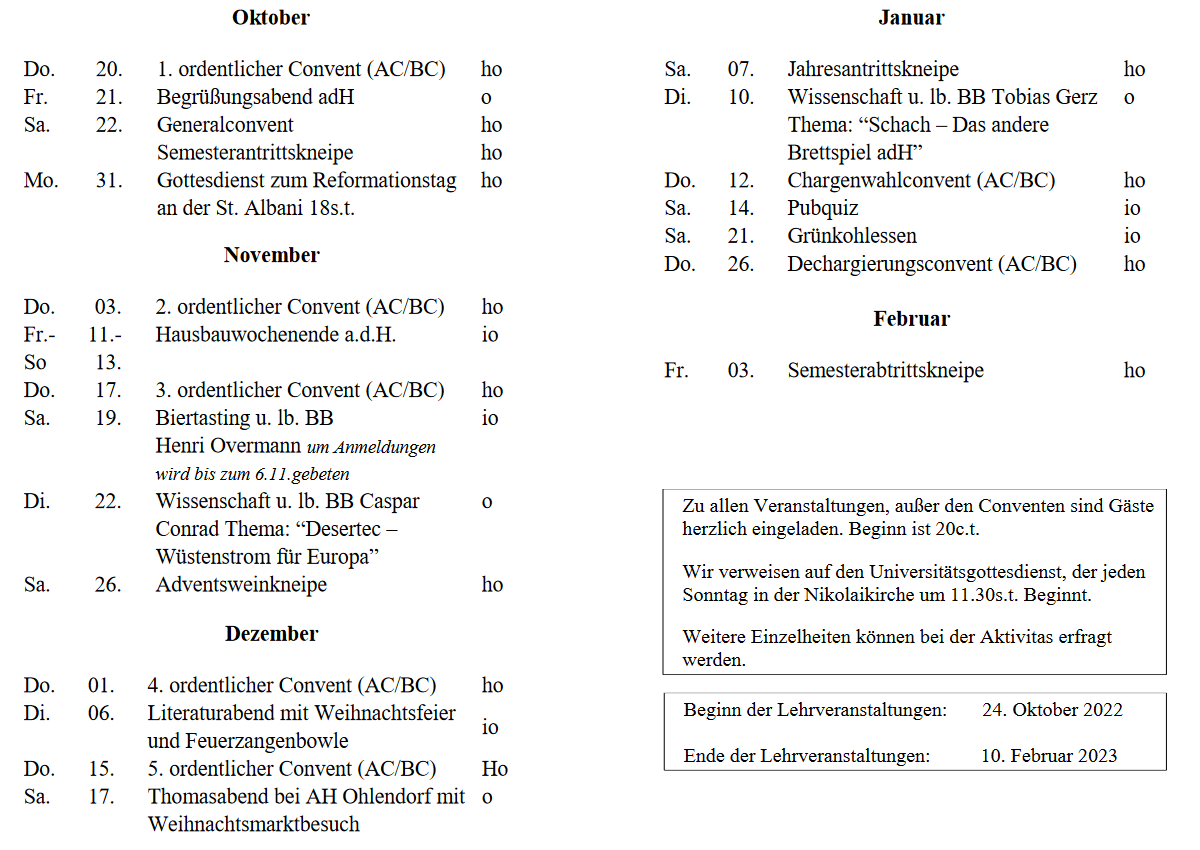 Oktober
Do. 20. 1. ordentlicher Convent (AC/BC) ho
Fr. 21. Begrüßungsabend adH o
Sa. 22. Generalconvent ho
Semesterantrittskneipe ho
Mo. 31. Gottesdienst zum Reformationstag ho
an der St. Albani 18s.t.
November
Do. 03. 2. ordentlicher Convent (AC/BC) ho
Fr.- 11.- Hausbauwochenende a.d.H. io
So 13.
Do. 17. 3. ordentlicher Convent (AC/BC) ho
Sa. 19. Biertasting u. lb. BB io
Henri Overmann um Anmeldungen
wird bis zum 6.11.gebeten
Di. 22. Wissenschaft u. lb. BB Caspar o
Conrad Thema: “Desertec –
Wüstenstrom für Europa”
Sa. 26. Adventsweinkneipe ho
Dezember
Do. 01. 4. ordentlicher Convent (AC/BC) ho
Di. 06. Literaturabend mit Weihnachtsfeier
und Feuerzangenbowle io
Do. 15. 5. ordentlicher Convent (AC/BC) Ho
Sa. 17. Thomasabend bei AH Ohlendorf mit o
Weihnachtsmarktbesuch
Januar
Sa. 07. Jahresantrittskneipe ho
Di. 10. Wissenschaft u. lb. BB Tobias Gerz o
Thema: “Schach – Das andere
Brettspiel adH”
Do. 12. Chargenwahlconvent (AC/BC) ho
Sa. 14. Pubquiz io
Sa. 21. Grünkohlessen io
Do. 26. Dechargierungsconvent (AC/BC) ho
Februar
Fr. 03. Semesterabtrittskneipe ho
Zu allen Veranstaltungen, außer den Conventen sind Gäste
herzlich eingeladen. Beginn ist 20c.t.
Wir verweisen auf den Universitätsgottesdienst, der jeden
Sonntag in der Nikolaikirche um 11.30s.t. Beginnt.
Weitere Einzelheiten können bei der Aktivitas erfragt
werden.
Beginn der Lehrveranstaltungen: 24. Oktober 2022
Ende der Lehrveranstaltungen: 10. Februar 2023